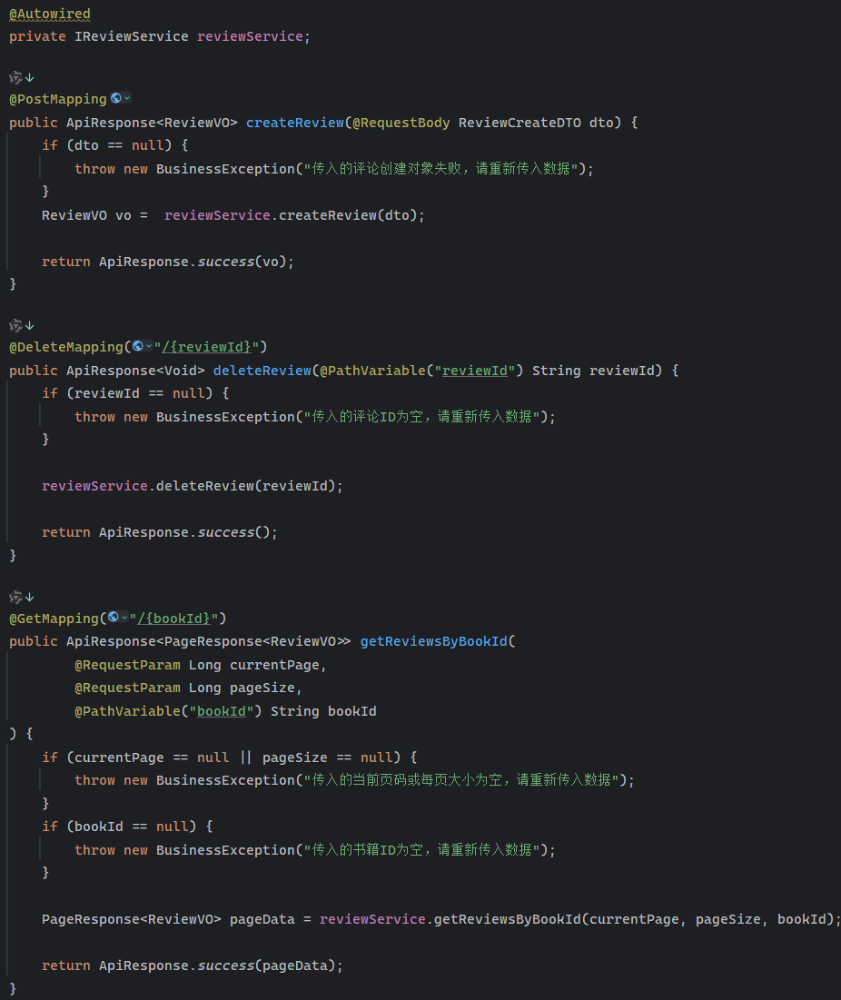 @Autowired
private IReviewService reviewService;
@PostMapping
public ApiResponse<ReviewVO> createReview(@RequestBody ReviewCreateDTO dto) {
    if (dto == null) {
        throw new BusinessException("传入的评论创建对象失败，请重新传入数据");
    }
    ReviewVO vo =  reviewService.createReview(dto);
    return ApiResponse.success(vo);
}
@DeleteMapping("/{reviewId}")
public ApiResponse<Void> deleteReview(@PathVariable("reviewId") String reviewId) {
    if (reviewId == null) {
        throw new BusinessException("传入的评论ID为空，请重新传入数据");
    }
    reviewService.deleteReview(reviewId);
    return ApiResponse.success();
}
@GetMapping("/{bookId}")
public ApiResponse<PageResponse<ReviewVO>> getReviewsByBookId(
        @RequestParam Long currentPage,
        @RequestParam Long pageSize,
        @PathVariable("bookId") String bookId
) {
    if (currentPage == null || pageSize == null) {
        throw new BusinessException("传入的当前页码或每页大小为空，请重新传入数据");
    }
    if (bookId == null) {
        throw new BusinessException("传入的书籍ID为空，请重新传入数据");
    }
    PageResponse<ReviewVO> pageData = reviewService.getReviewsByBookId(currentPage, pageSize, bookId);
    return ApiResponse.success(pageData);
}